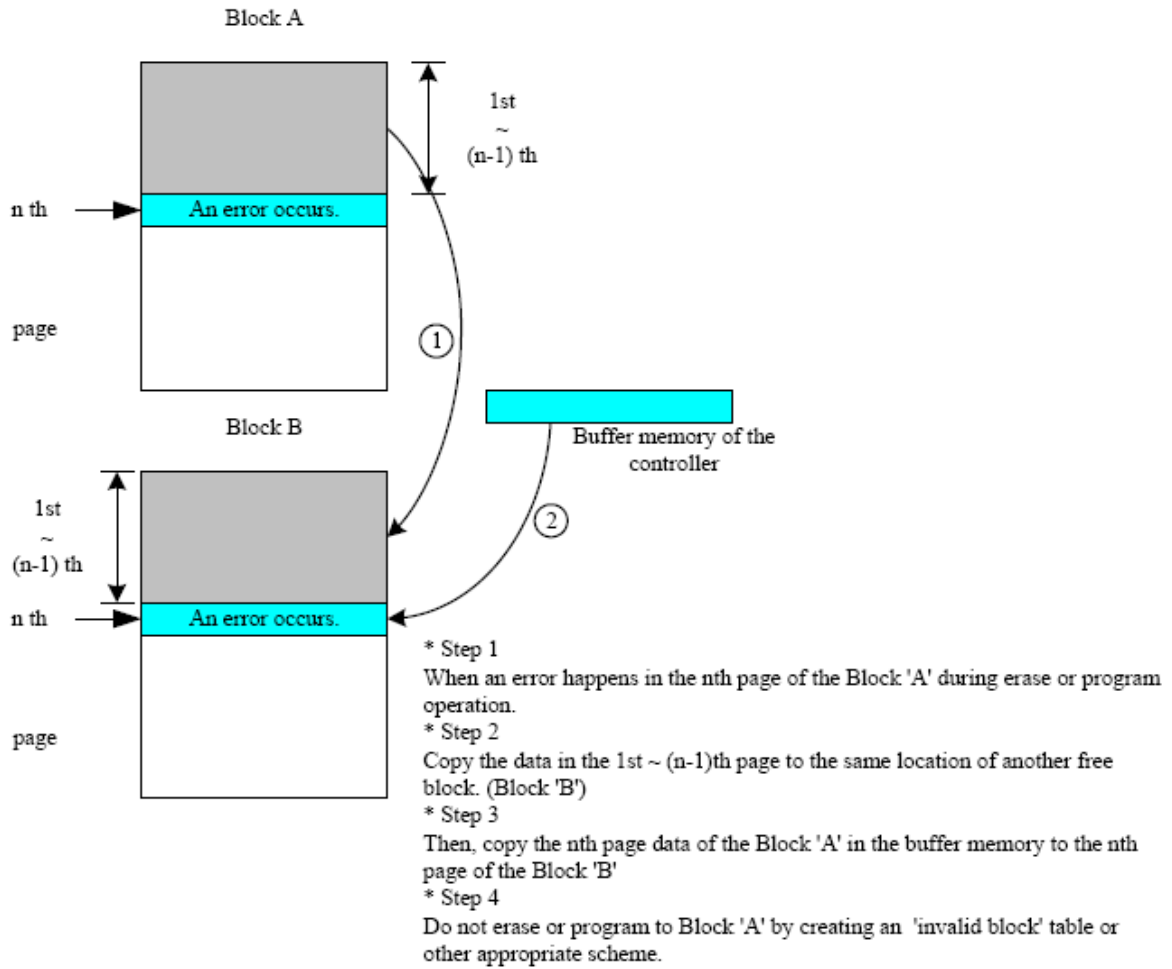 Block A
1st
~
(n-1) th
n th
An error occurs.
page
1
Block B
Buffer memory of the
controller
1st
~
(n-1) th
2
n th
An error occurs.
page
* Step 1
When an error happens in the nth page of the Block 'A' during erase or program
operation.
* Step 2
Copy the data in the 1st ~ (n-1)th page to the same location of another free
block. (Block 'B')
* Step 3
Then, copy the nth page data of the Block 'A' in the buffer memory to the nth
page of the Block 'B'
* Step 4
Do not erase or program to Block 'A' by creating an 'invalid block' table or
other appropriate scheme.